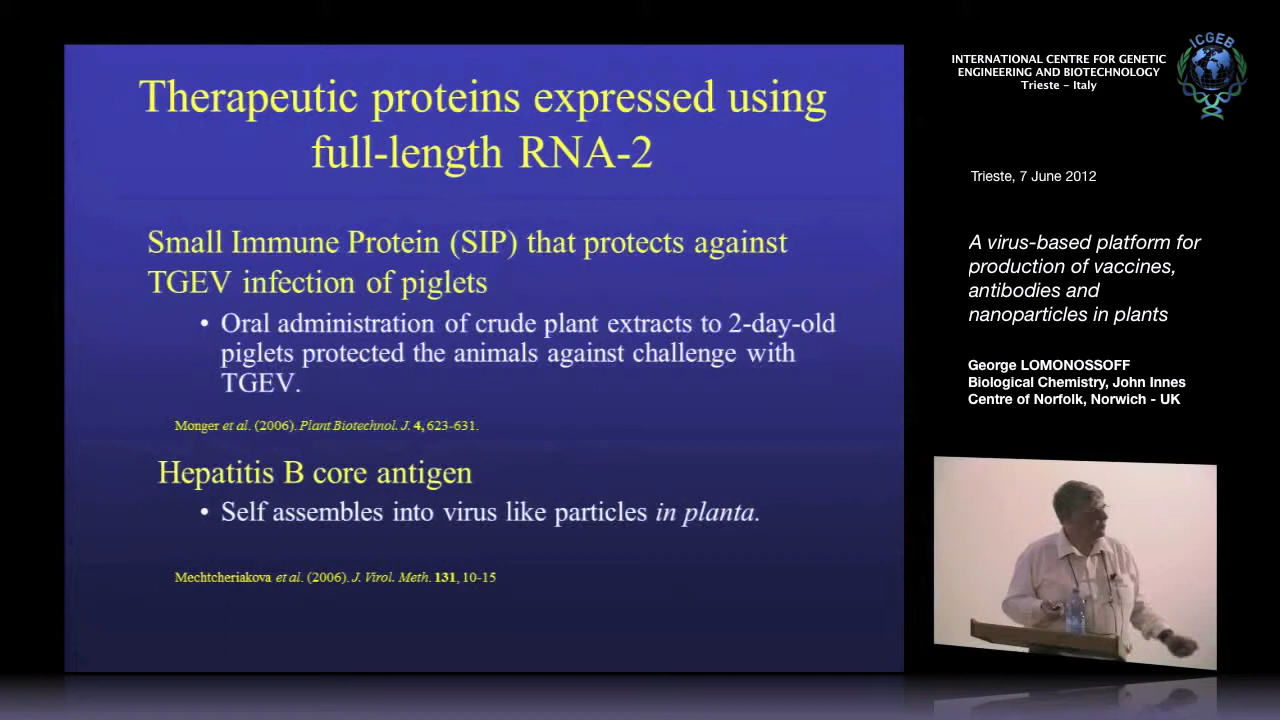 Therapeutic proteins expressed using
full-length RNA-2
Small Immune Protein (SIP) that protects against
TGEV infection of piglets
• Oral administration of crude plant extracts to 2-day-old
piglets protected the animals against challenge with
TGEV.
Monger et al. (2006). Plant Biotechnol. J. 4, 623-631.
Hepatitis B core antigen
• Self assembles into virus like particles in planta.
Mechtcheriakova et al. (2006). J. Virol. Meth. 131, 10-15
INTERNATIONAL CENTRE FOR GENETIC
ENGINEERING AND BIOTECHNOLOGY
Trieste - Italy
ICGEB
Trieste, 7 June 2012
A virus-based platform for
production of vaccines,
antibodies and
nanoparticles in plants
George LOMONOSSOFF
Biological Chemistry, John Innes
Centre of Norfolk, Norwich - UK